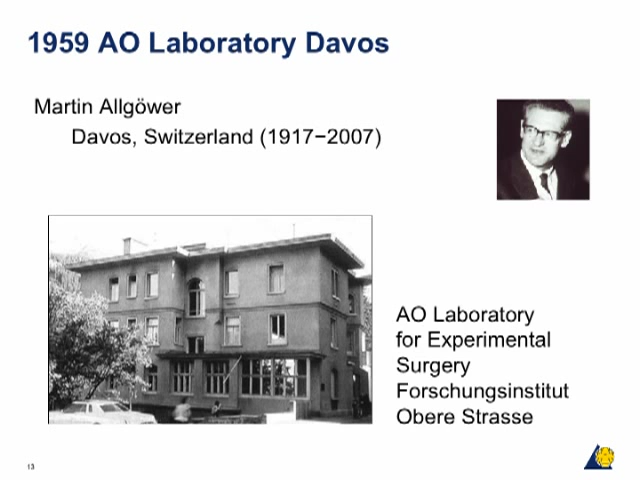 1959 AO Laboratory Davos
Martin Allgöwer
Davos, Switzerland (1917−2007)
AO Laboratory
for Experimental
Surgery
Forschungsinstitut
Obere Strasse
13